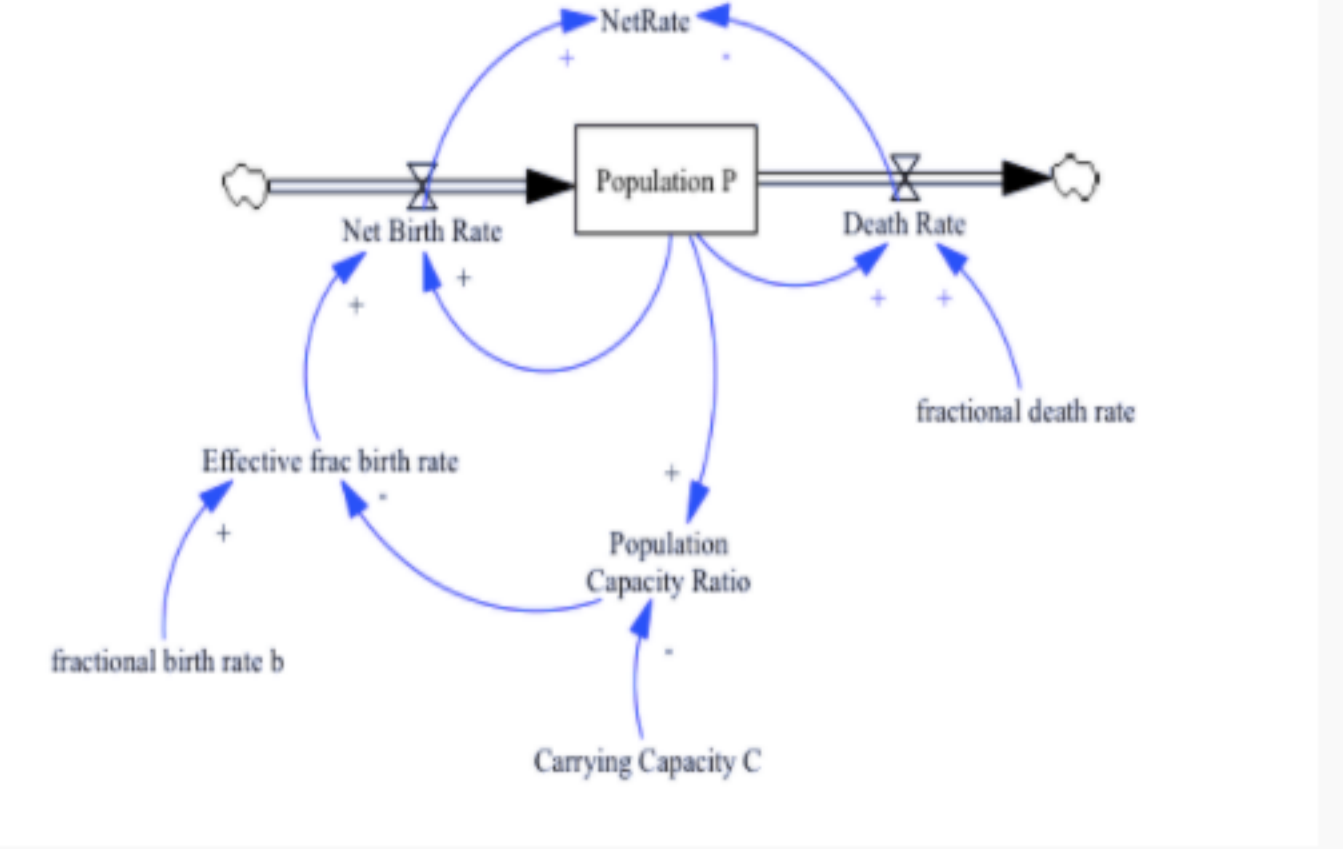 NetRate
+
-
Population P
Net Birth Rate
Death Rate
+
+
+
+
fractional death rate
Effective frac birth rate
+
-
+
Population
Capacity Ratio
fractional birth rate b
-
Carrying Capacity C